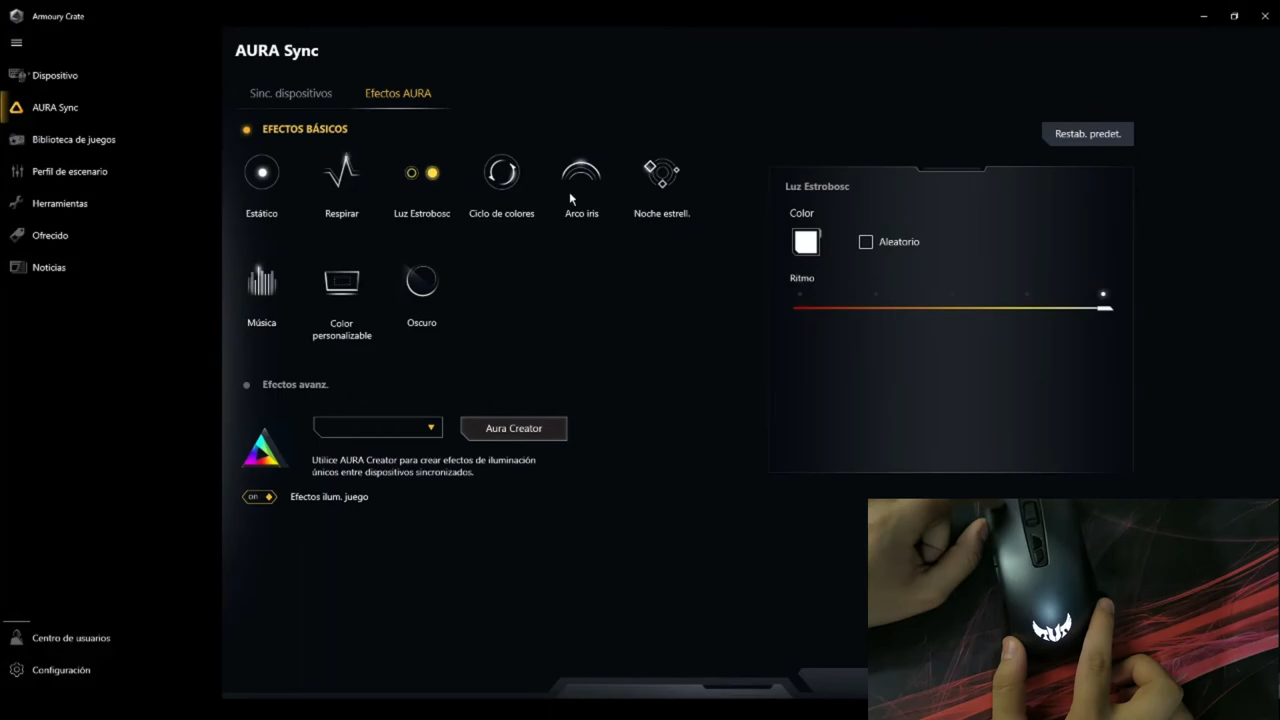 Armoury Crate
Dispositivo
AURA Sync
Biblioteca de juegos
Perfil de escenario
Herramientas
Ofrecido
Noticias
Centro de usuarios
Configuración
AURA Sync
Sinc. dispositivos
Efectos AURA
EFECTOS BÁSICOS
Restab. predet.
Estático
Respirar
Luz Estrobosc
Ciclo de colores
Arco iris
Noche estrell.
Música
Color
personalizable
Oscuro
Efectos avanz.
Aura Creator
Utilice AURA Creator para crear efectos de iluminación
únicos entre dispositivos sincronizados.
on
Efectos ilum. juego
Luz Estrobosc
Color
Aleatorio
Ritmo